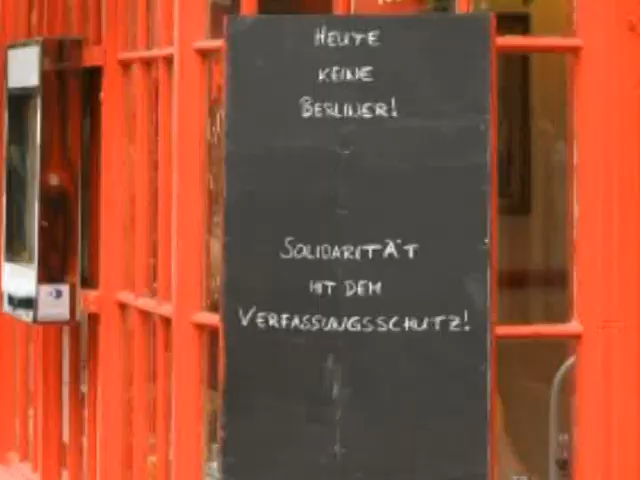 HEUTE
KEINE
BERLINER!
SOLIDARITÄT
MIT DEM
VERFASSUNGSSCHUTZ!